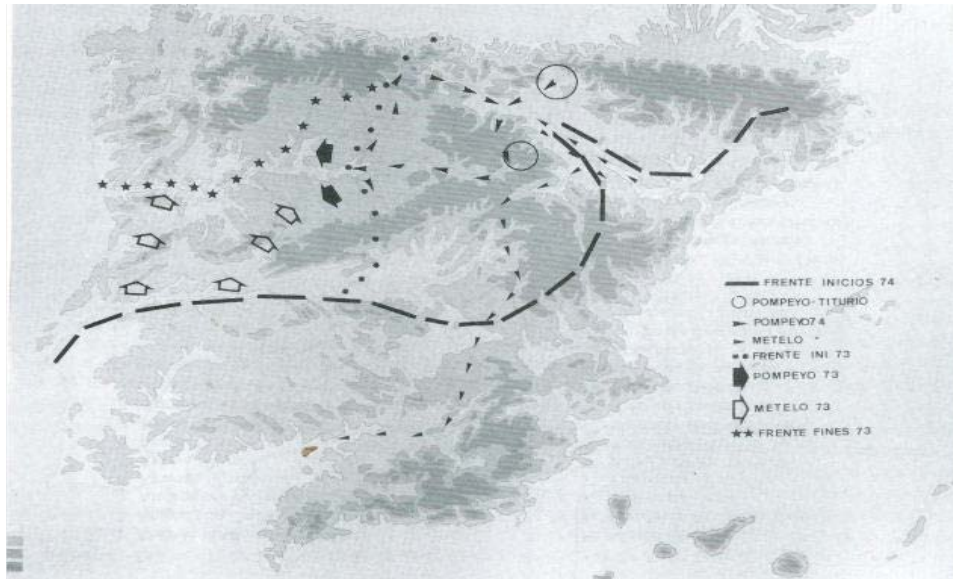 FRENTE INICIOS 74
POMPEYO-TITURIO
POMPEYO74
METELO "
FRENTE INI 73
POMPEYO 73
METELO 73
FRENTE FINES 73